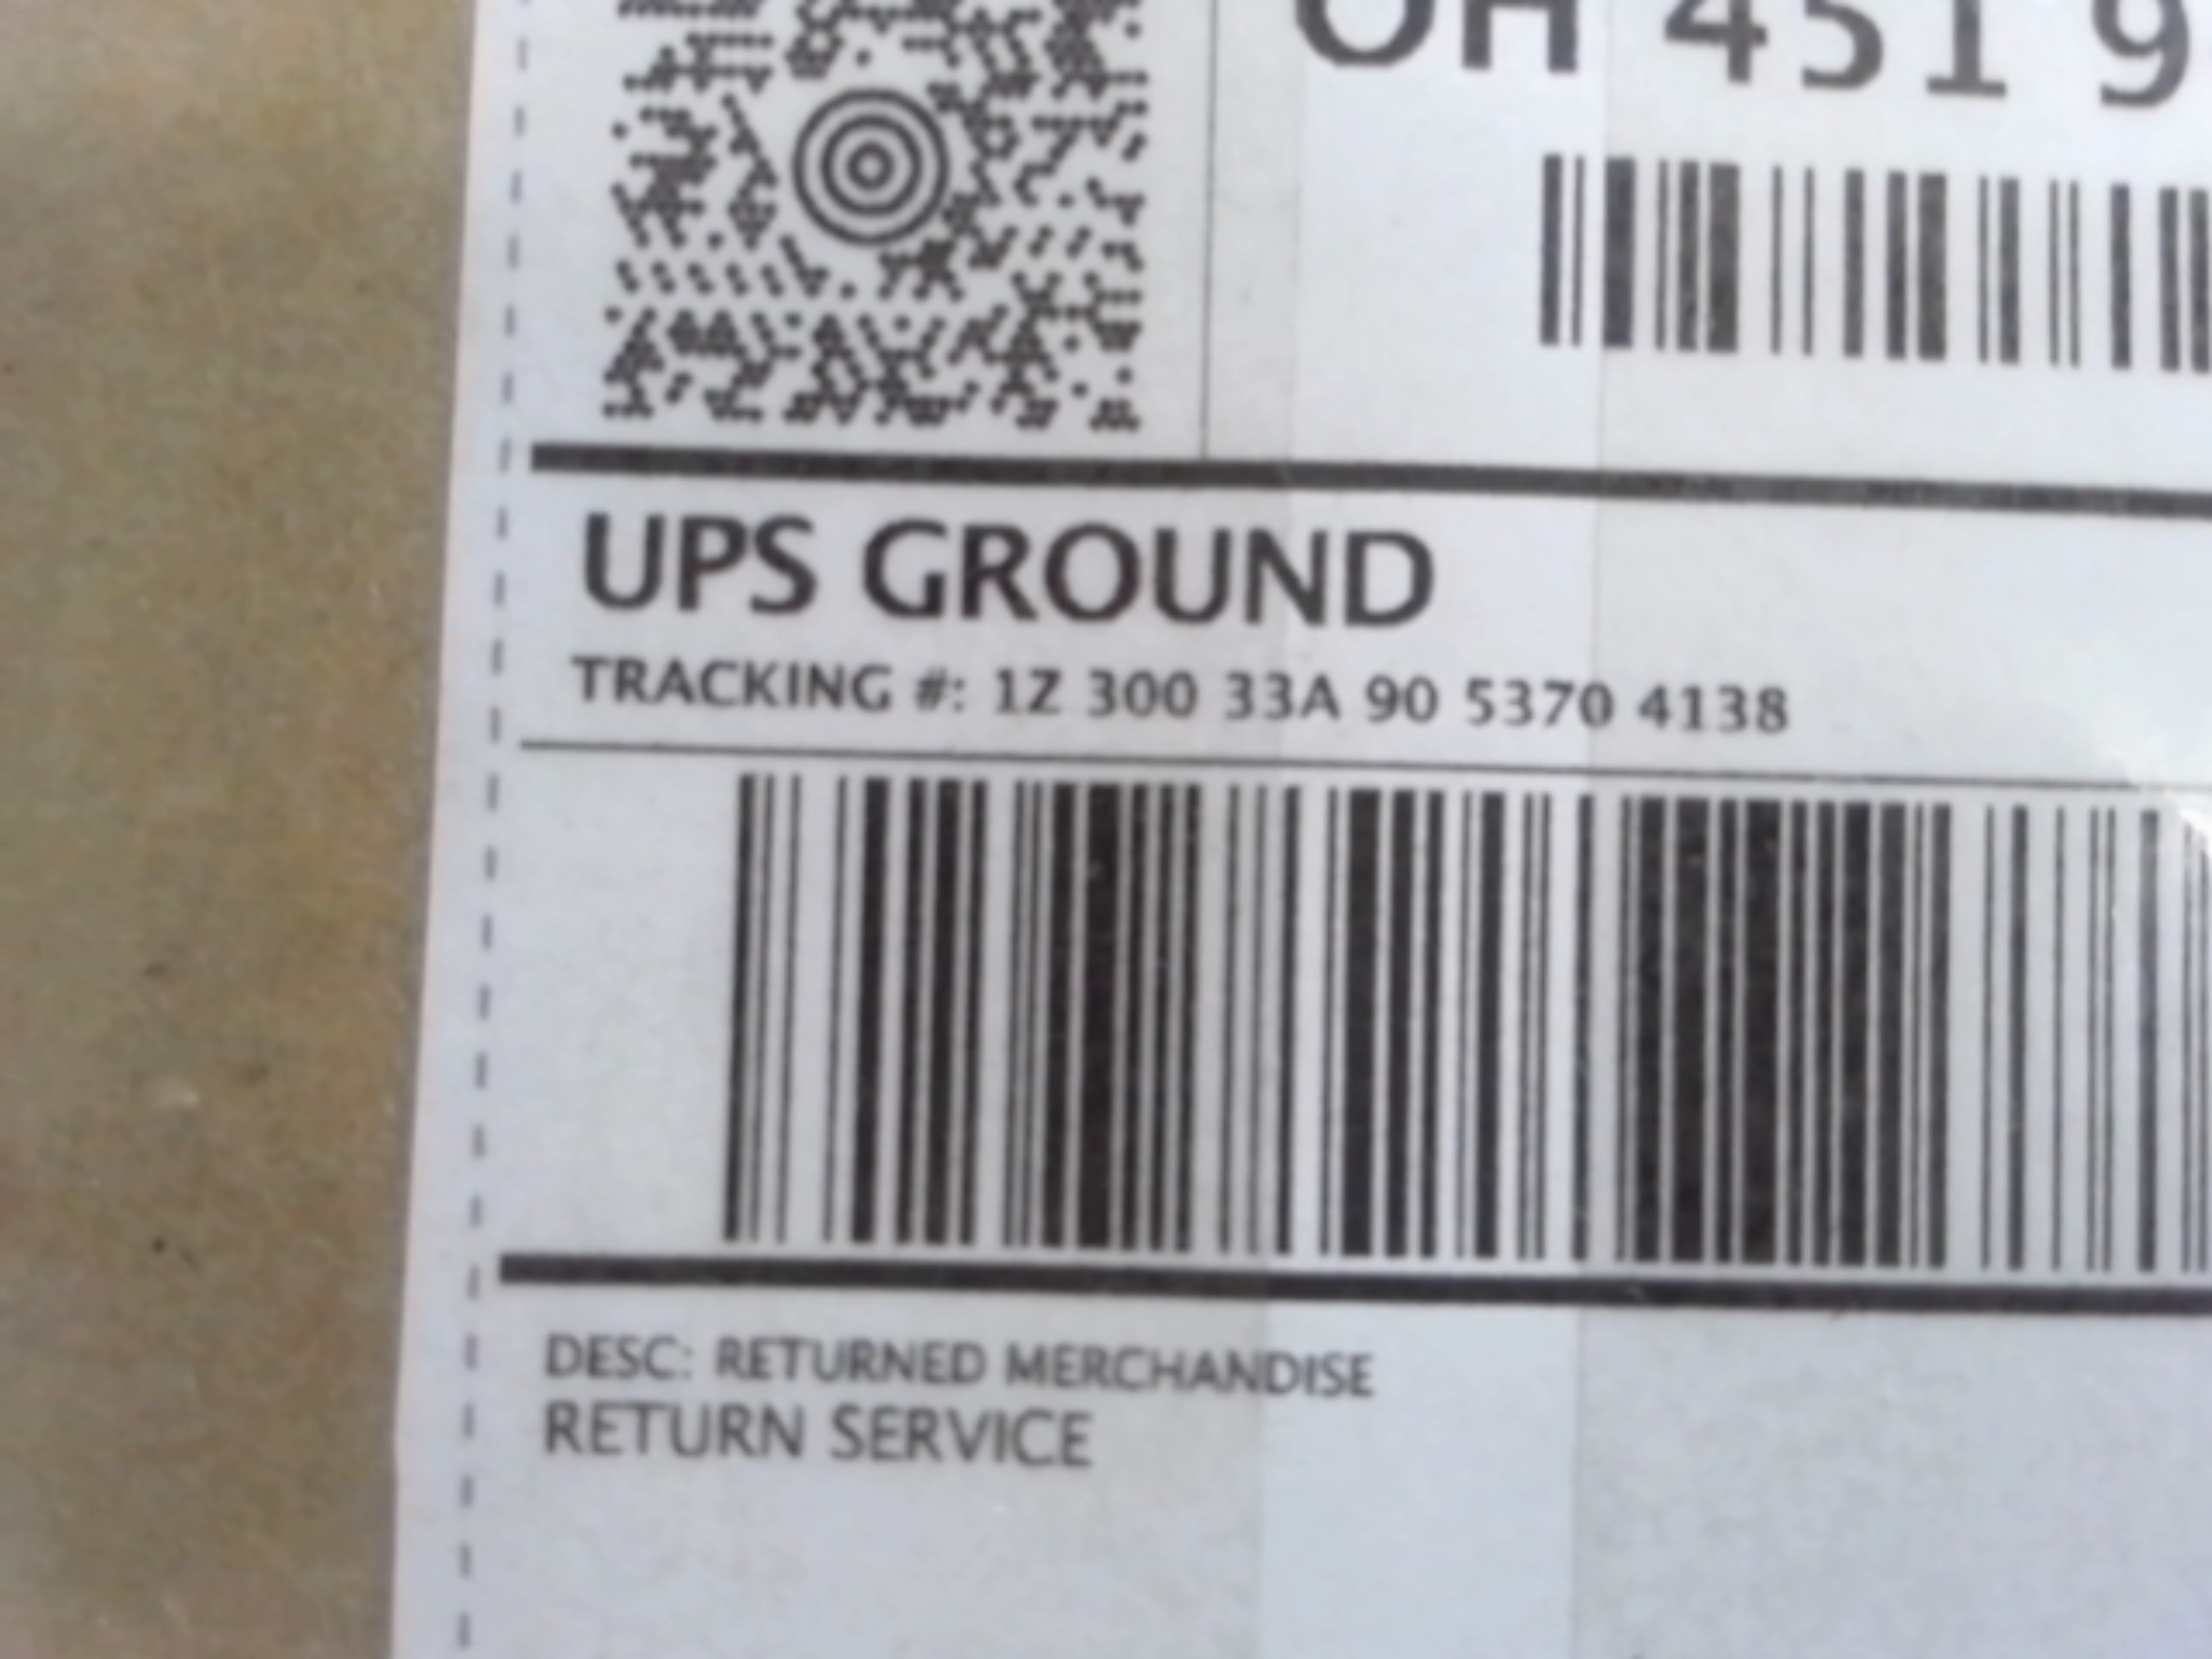 OH 451 9
UPS GROUND
TRACKING #: 1Z 300 33A 90 5370 4138
DESC: RETURNED MERCHANDISE
RETURN SERVICE